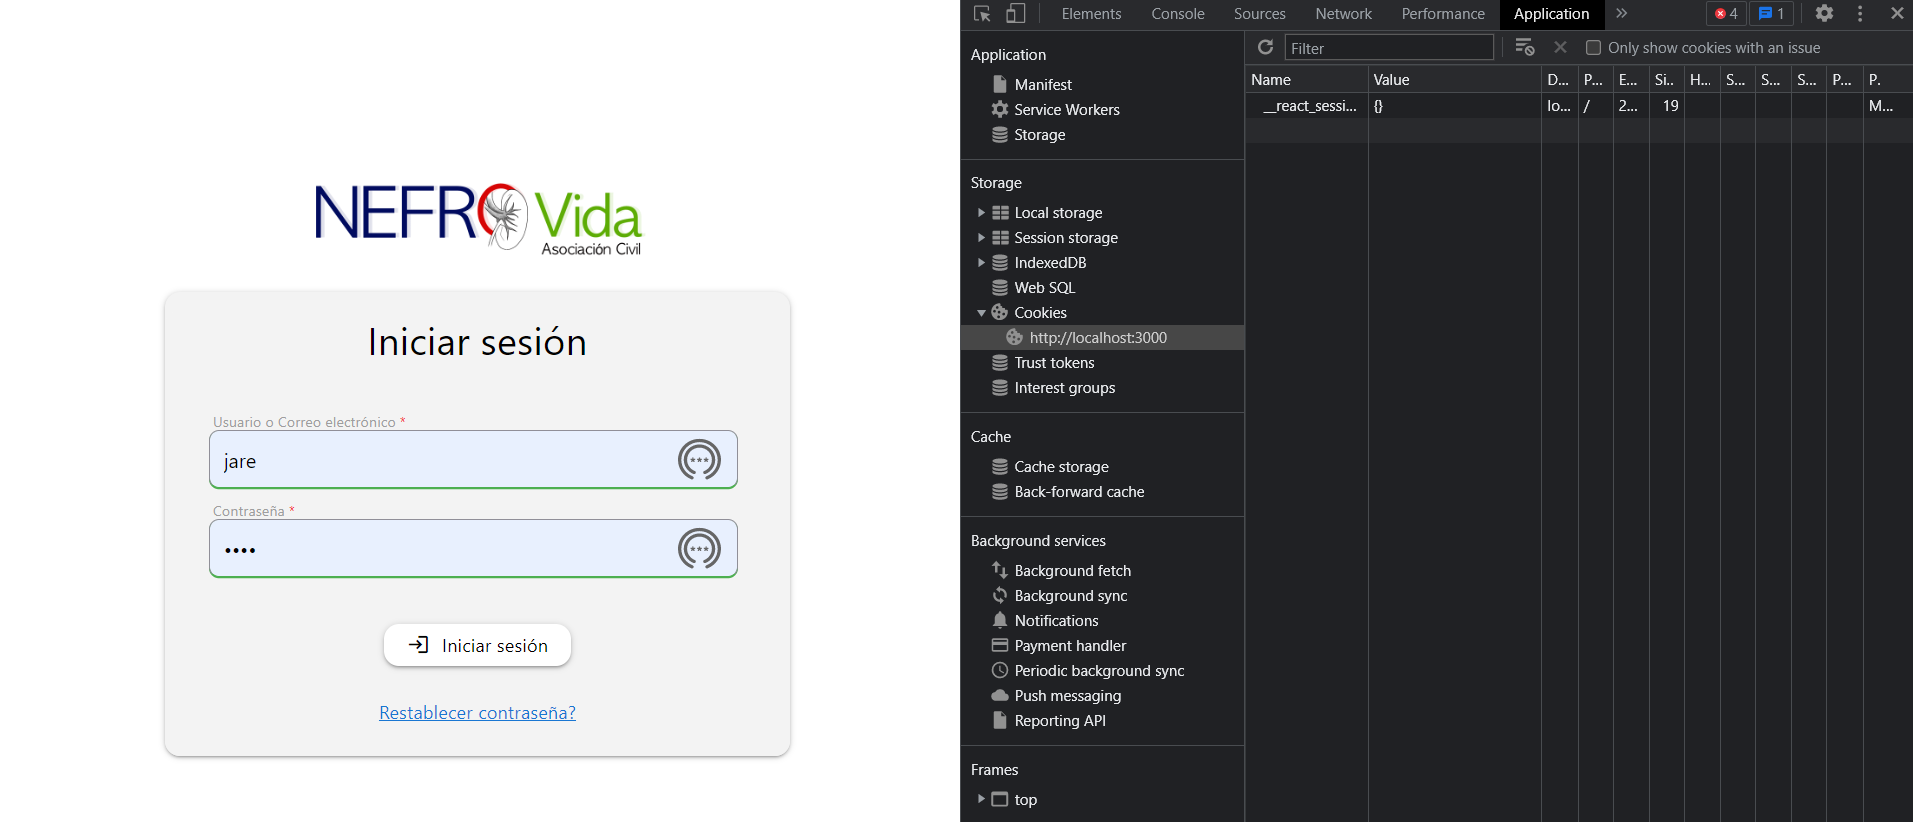 NEFRO Vida
Asociación Civil
Iniciar sesión
Usuario o Correo electrónico *
jare
Contraseña *
••••
Iniciar sesión
Restablecer contraseña?
Elements Console Sources Network Performance Application » 4 1
Application
Manifest
Service Workers
Storage
Storage
Local storage
Session storage
IndexedDB
Web SQL
Cookies
http://localhost:3000
Trust tokens
Interest groups
Cache
Cache storage
Back-forward cache
Background services
Background fetch
Background sync
Notifications
Payment handler
Periodic background sync
Push messaging
Reporting API
Frames
top
Filter Only show cookies with an issue
Name Value D... P... E... Si.. H... S... S... S... P... P.
__react_sessi... {} lo... / 2... 19 M...